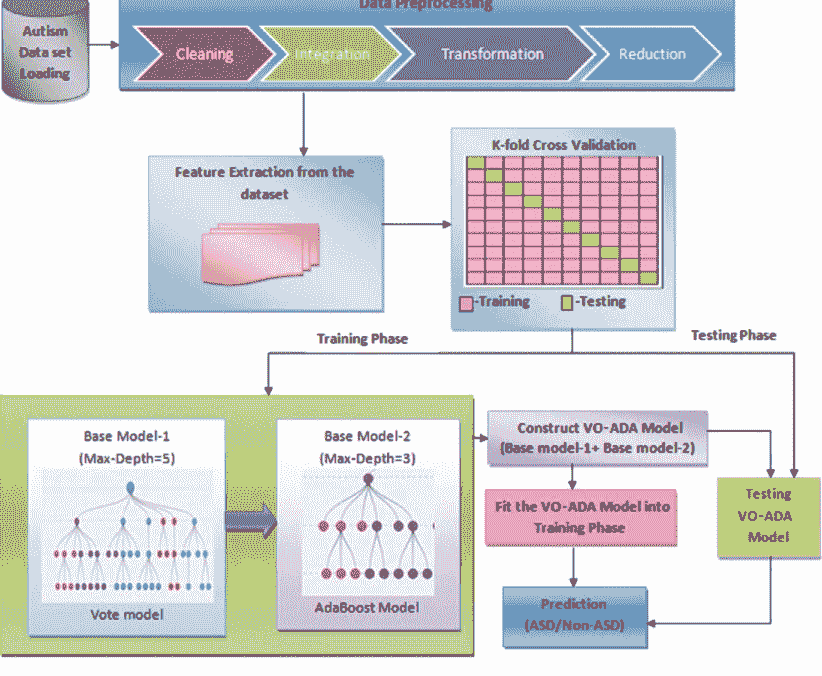 Data Preprocessing
Autism
Data set
Loading
Cleaning
Integration
Transformation
Reduction
Feature Extraction from the
dataset
K-fold Cross Validation
-Training
-Testing
Training Phase
Testing Phase
Base Model-1
(Max-Depth=5)
Vote model
Base Model-2
(Max-Depth=3)
AdaBoost Model
Construct VO-ADA Model
(Base model-1+ Base model-2)
Fit the VO-ADA Model into
Training Phase
Testing
VO-ADA
Model
Prediction
(ASD/Non-ASD)